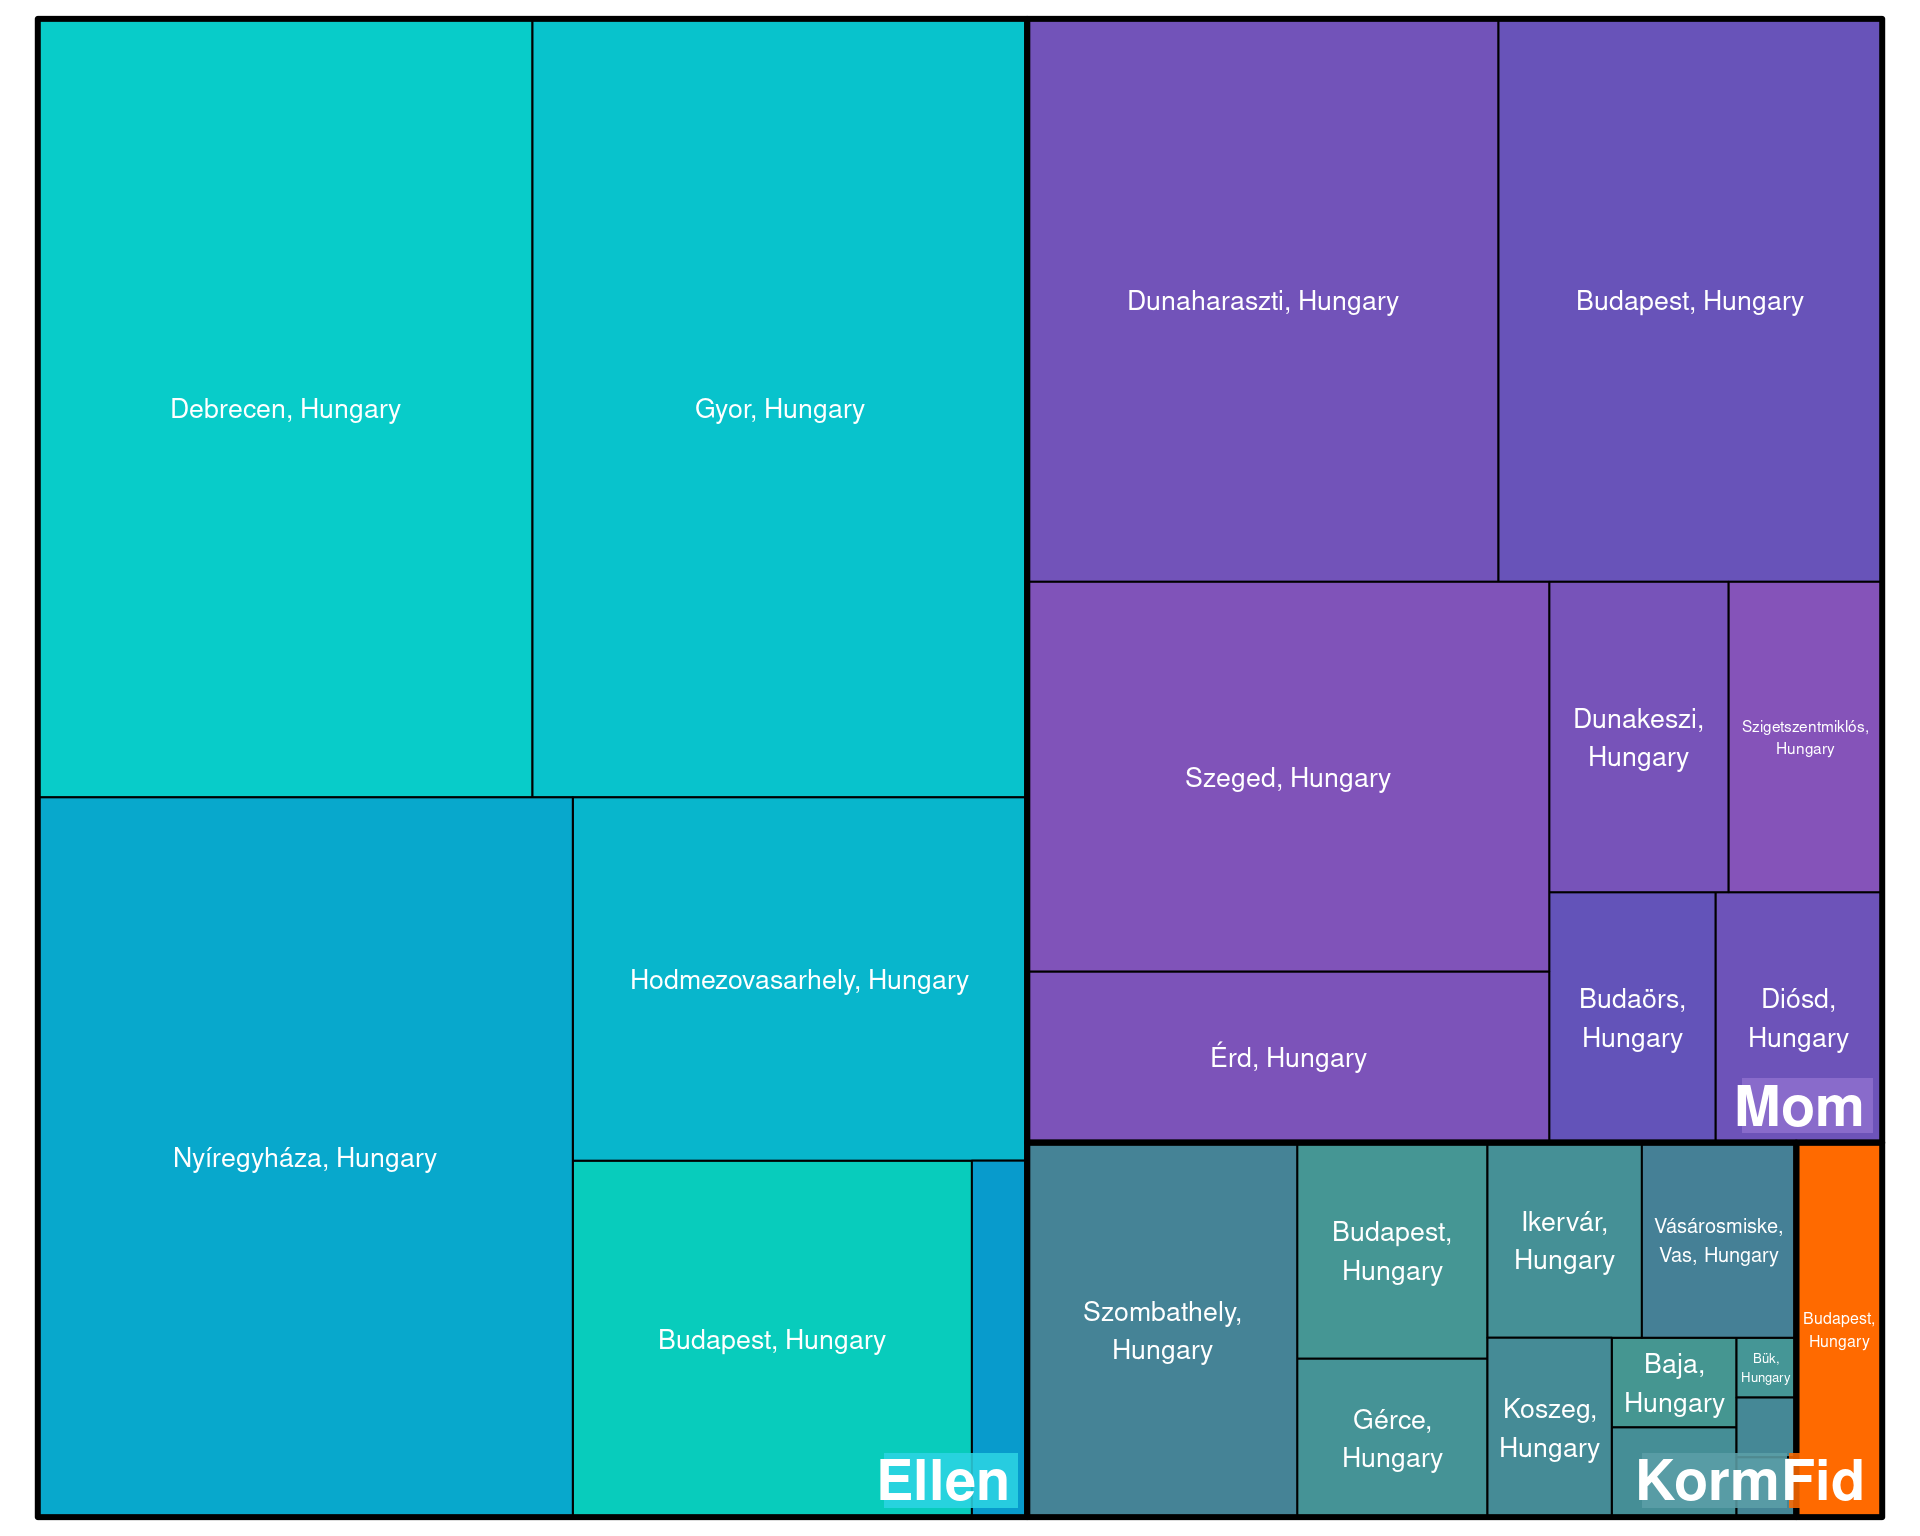 Debrecen, Hungary
Gyor, Hungary
Nyíregyháza, Hungary
Hodmezovasarhely, Hungary
Budapest, Hungary
Ellen
Dunaharaszti, Hungary
Budapest, Hungary
Szeged, Hungary
Dunakeszi,
Hungary
Szigetszentmiklós,
Hungary
Érd, Hungary
Budaörs,
Hungary
Diósd,
Hungary
Mom
Szombathely,
Hungary
Budapest,
Hungary
Gérce,
Hungary
Ikervár,
Hungary
Vásárosmiske,
Vas, Hungary
Koszeg,
Hungary
Baja,
Hungary
Bük,
Hungary
Korm
Budapest,
Hungary
Fid